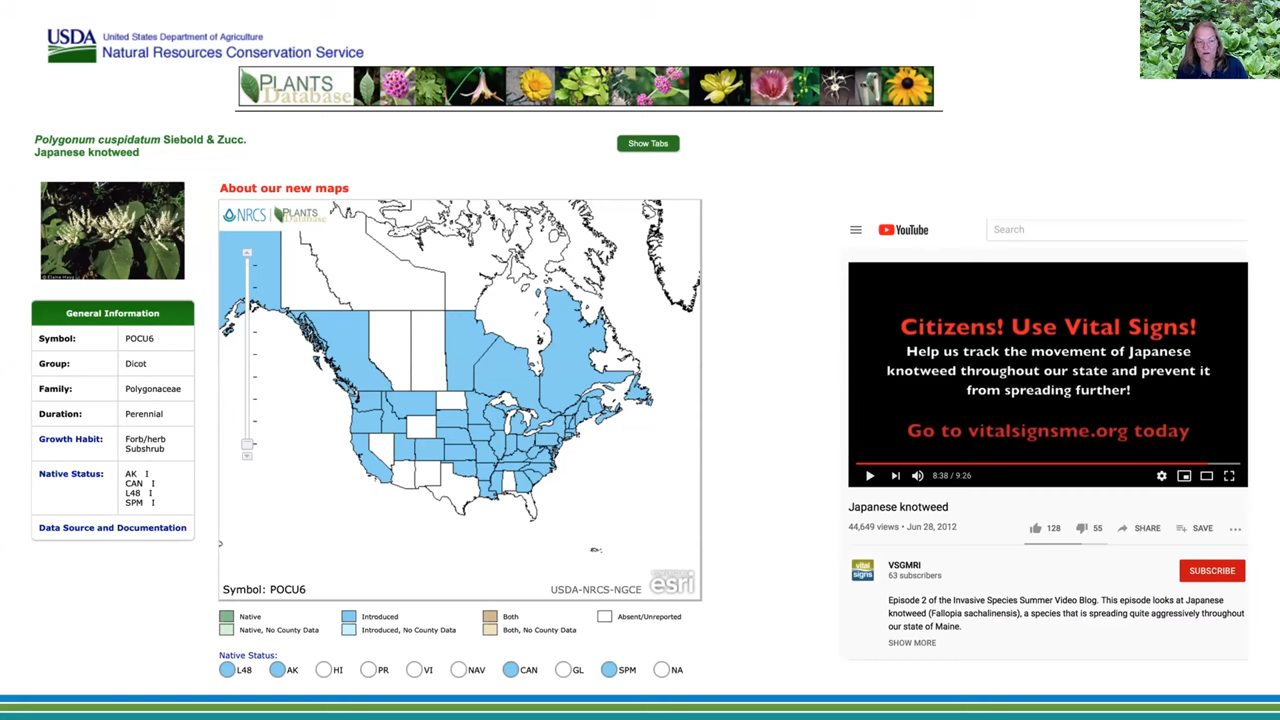 USDA
United States Department of Agriculture
Natural Resources Conservation Service
PLANTS
Database
Polygonum cuspidatum Siebold & Zucc.
Japanese knotweed
Show Tabs
About our new maps
NRCS PLANTS
Database
General Information
Symbol: POCU6
Group: Dicot
Family: Polygonaceae
Duration: Perennial
Growth Habit: Forb/herb
Subshrub
Native Status: AK I
CAN I
L48 I
SPM I
Data Source and Documentation
Symbol: POCU6
USDA-NRCS-NGCE
esri
Native
Introduced
Both
Absent/Unreported
Native, No County Data
Introduced, No County Data
Both, No County Data
Native Status:
L48 AK HI PR VI NAV CAN GL SPM NA
YouTube
Search
Citizens! Use Vital Signs!
Help us track the movement of Japanese
knotweed throughout our state and prevent it
from spreading further!
Go to vitalsignsme.org today
8:38 / 9:26
Japanese knotweed
44,649 views • Jun 28, 2012
128 55 SHARE SAVE ...
vital
signs
VSGMRI
63 subscribers
SUBSCRIBE
Episode 2 of the Invasive Species Summer Video Blog. This episode looks at Japanese
knotweed (Fallopia sachalinensis), a species that is spreading quite aggressively throughout
our state of Maine.
SHOW MORE